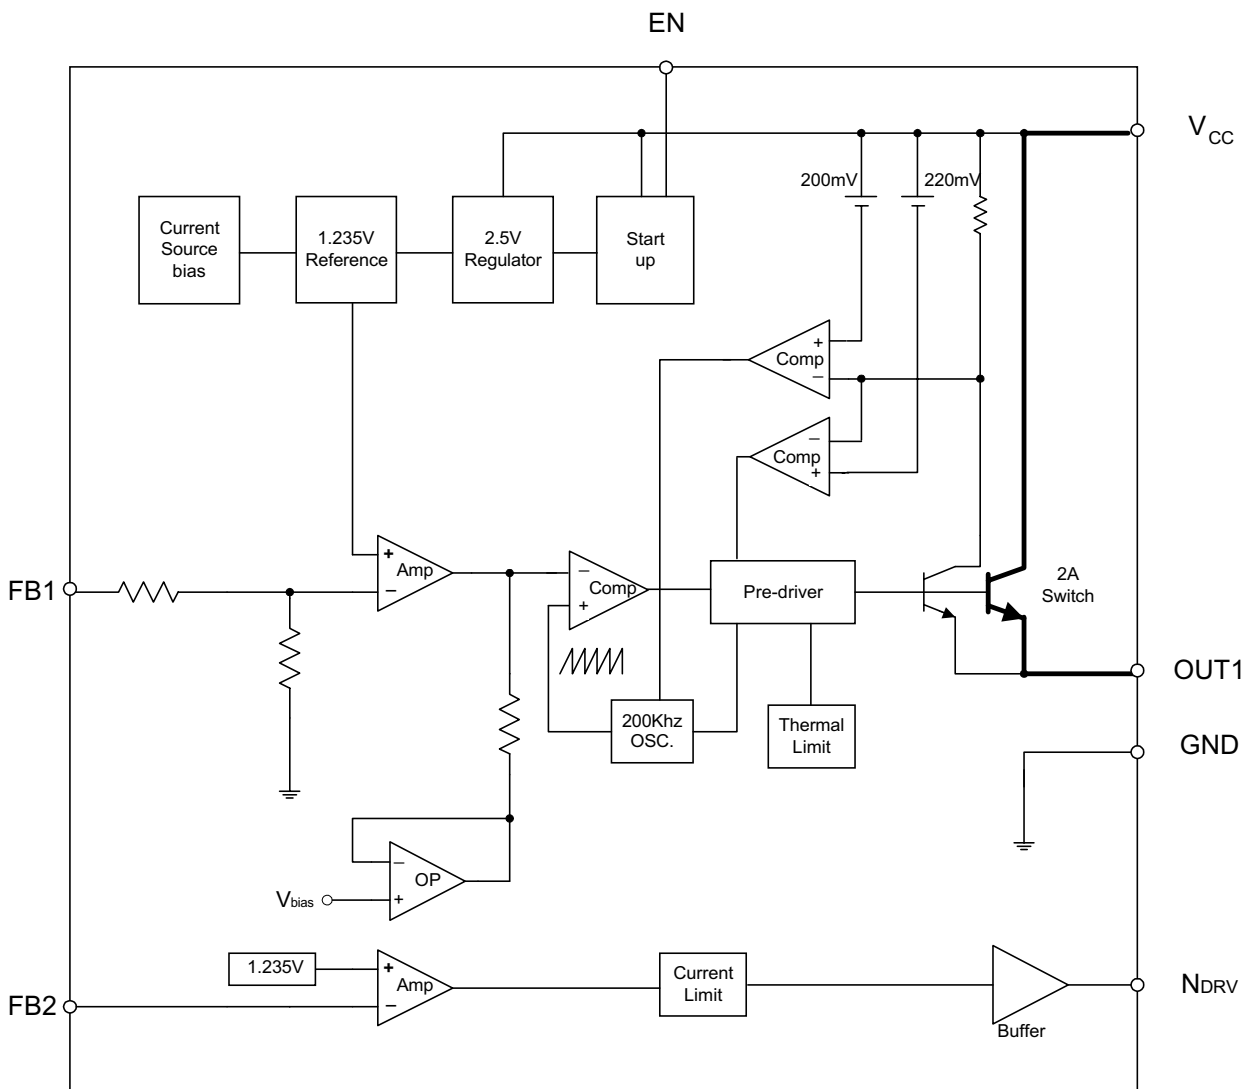 EN
VCC
200mV
220mV
Current
Source
bias
1.235V
Reference
2.5V
Regulator
Start
up
+
Comp
−
−
Comp
+
FB1
+
Amp
−
−
Comp
+
Pre-driver
2A
Switch
OUT1
200Khz
OSC.
Thermal
Limit
GND
−
OP
+
Vbias
1.235V
+
Amp
−
FB2
Current
Limit
Buffer
NDRV